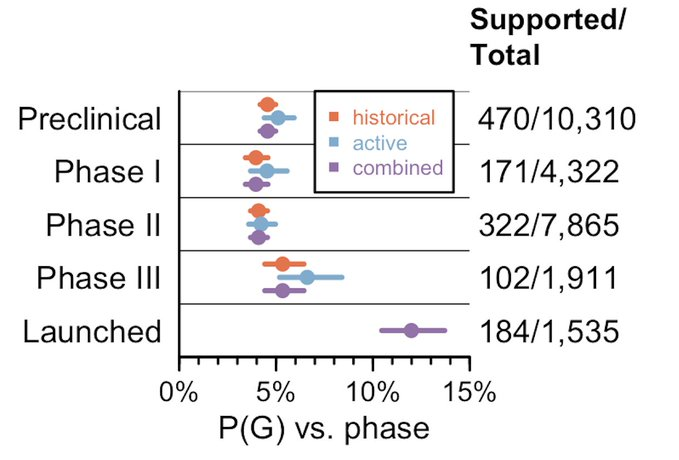 Supported/
Total
Preclinical 470/10,310
historical
active
combined
Phase I 171/4,322
Phase II 322/7,865
Phase III 102/1,911
Launched 184/1,535
0% 5% 10% 15%
P(G) vs. phase